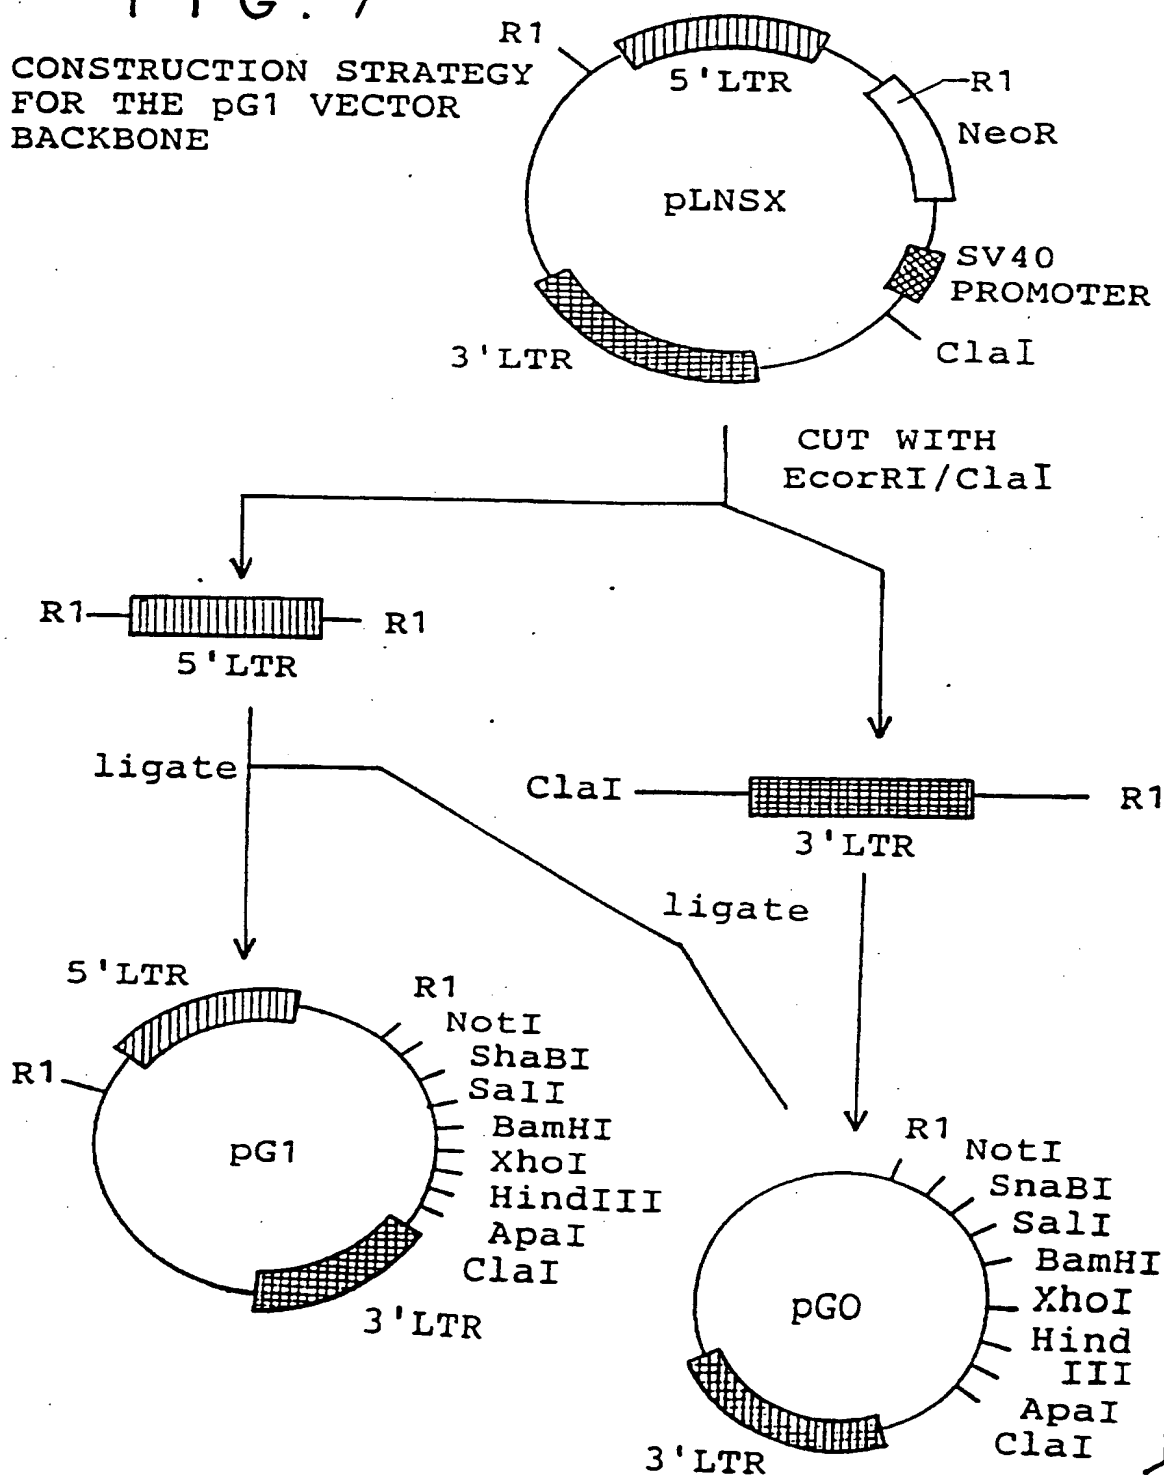 FIG. 7
CONSTRUCTION STRATEGY
FOR THE pG1 VECTOR
BACKBONE
R1
5'LTR
R1
NeoR
pLNSX
SV40
PROMOTER
ClaI
3'LTR
CUT WITH
EcorRI/ClaI
R1
R1
5'LTR
ligate
ClaI
R1
3'LTR
ligate
5'LTR
R1
R1
NotI
ShaBI
SalI
BamHI
XhoI
HindIII
ApaI
ClaI
pG1
3'LTR
R1
NotI
SnaBI
SalI
BamHI
XhoI
Hind
III
ApaI
ClaI
pGO
3'LTR